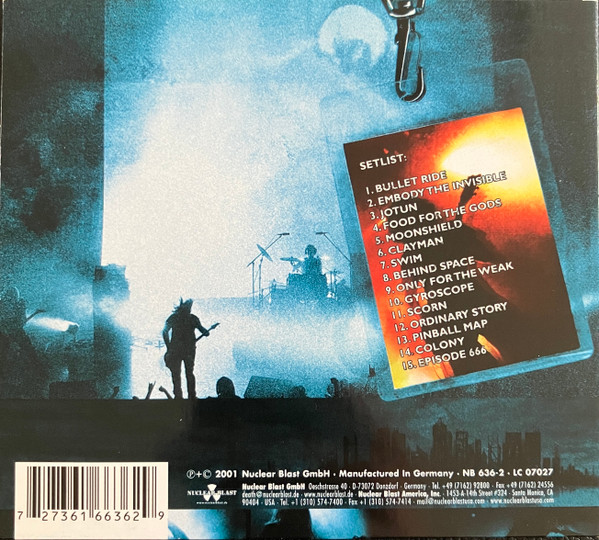 SETLIST:
1. BULLET RIDE
2. EMBODY THE INVISIBLE
3. JOTUN
4. FOOD FOR THE GODS
5. MOONSHIELD
6. CLAYMAN
7. SWIM
8. BEHIND SPACE
9. ONLY FOR THE WEAK
10. GYROSCOPE
11. SCORN
12. ORDINARY STORY
13. PINBALL MAP
14. COLONY
15. EPISODE 666
℗+© 2001 Nuclear Blast GmbH · Manufactured In Germany · NB 636-2 · LC 07027
NUCLEAR BLAST
Nuclear Blast GmbH Oeschstrasse 40 · D-73072 Donzdorf · Germany · Tel. +49 (7162) 92800 · Fax +49 (7162) 24556
death@nuclearblast.de · www.nuclearblast.de · Nuclear Blast America, Inc. · 1453-A 14th Street #324 · Santa Monica, CA
90404 · USA · Tel. +1 (310) 574-7400 · Fax +1 (310) 574-7414 · www.nuclearblastusa.com
7 27361 66362 9